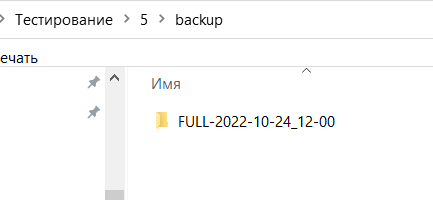 Тестирование > 5 > backup
ечать
Имя
FULL-2022-10-24_12-00